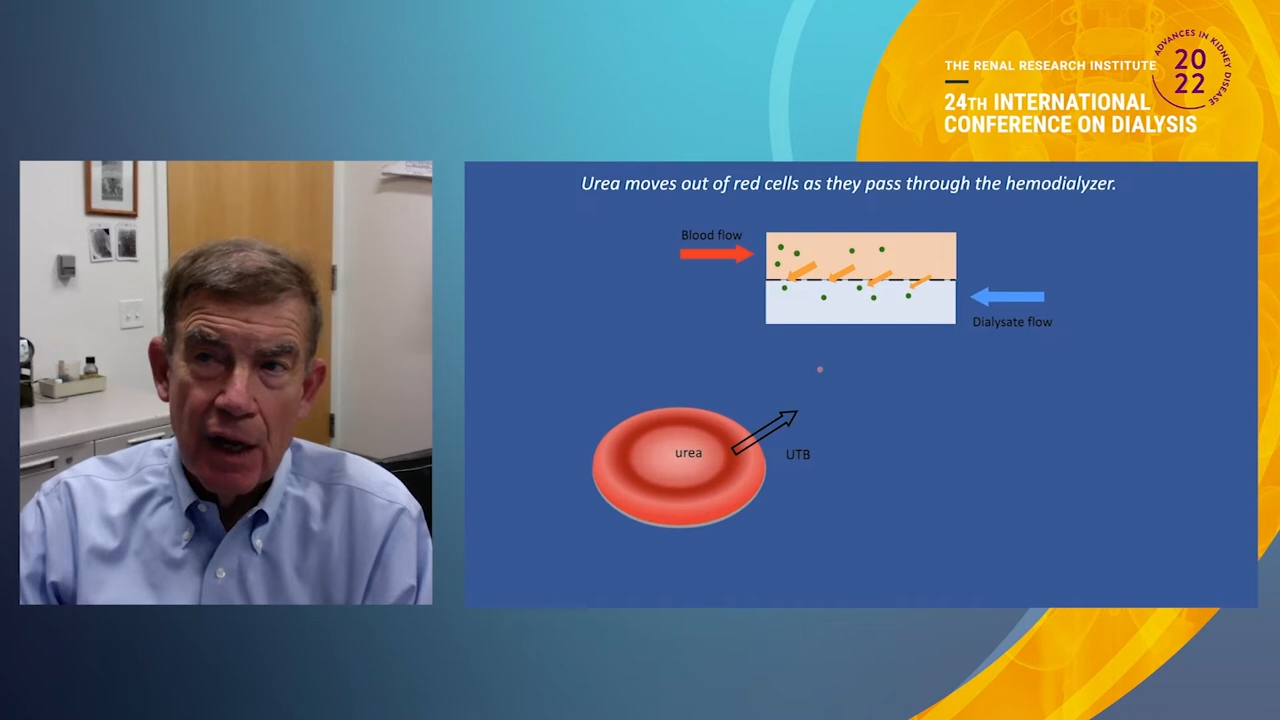 ADVANCES IN KIDNEY DISEASE
20
22
THE RENAL RESEARCH INSTITUTE
24TH INTERNATIONAL
CONFERENCE ON DIALYSIS
Urea moves out of red cells as they pass through the hemodialyzer.
Blood flow
Dialysate flow
urea
UTB